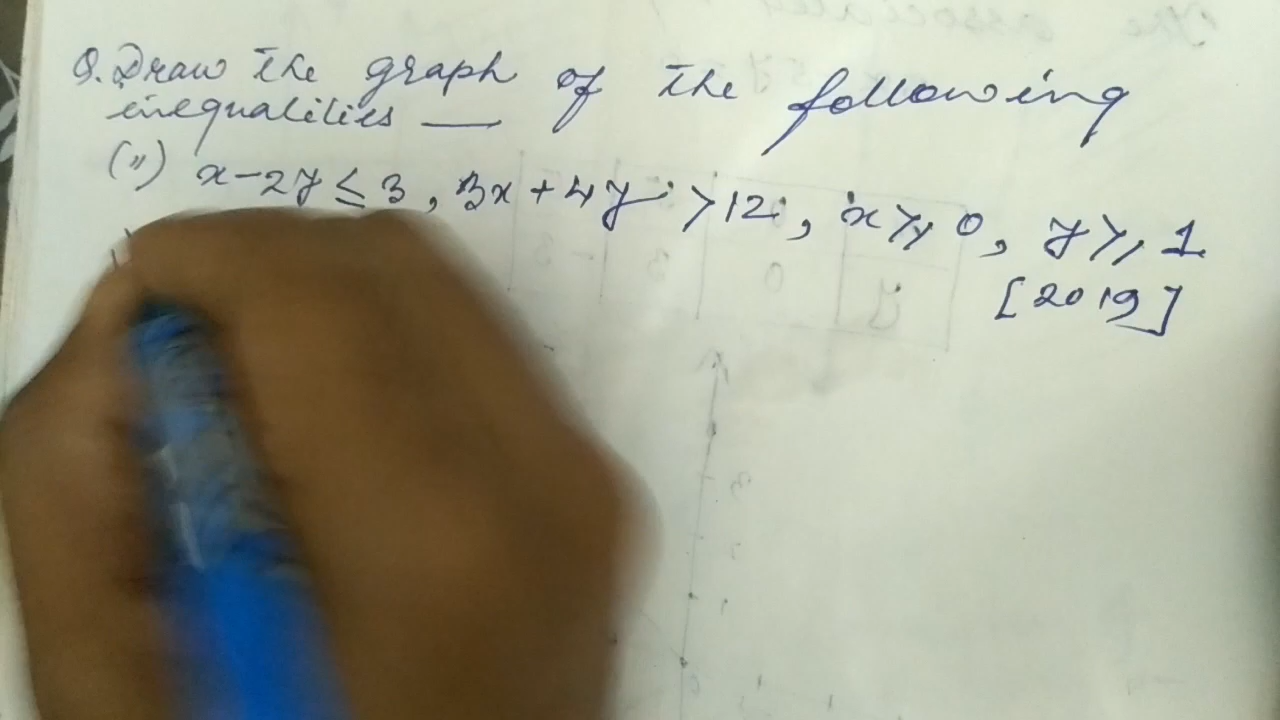 Q. Draw the graph of the following
inequalities —
(ii) x-2y ≤ 3, 3x+4y > 12, x ≥ 0, y ≥ 1
[2019]